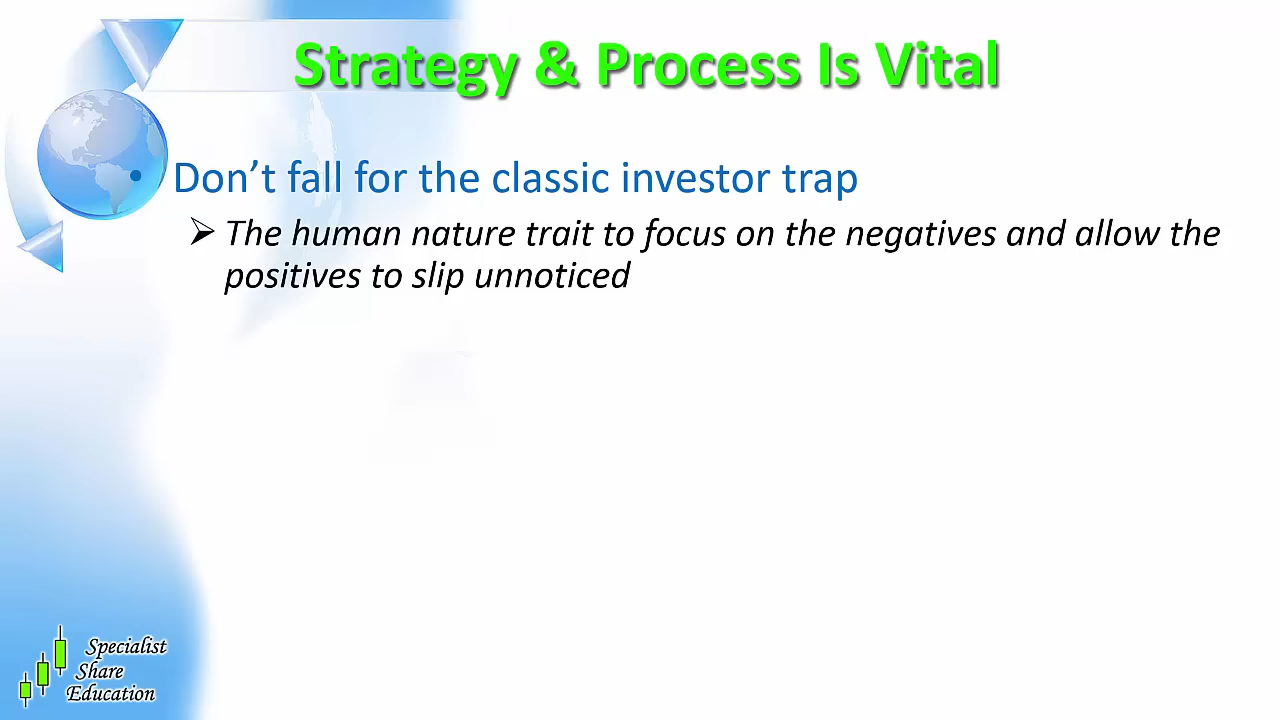 Strategy & Process Is Vital
• Don’t fall for the classic investor trap
➢ The human nature trait to focus on the negatives and allow the
positives to slip unnoticed
Specialist
Share
Education